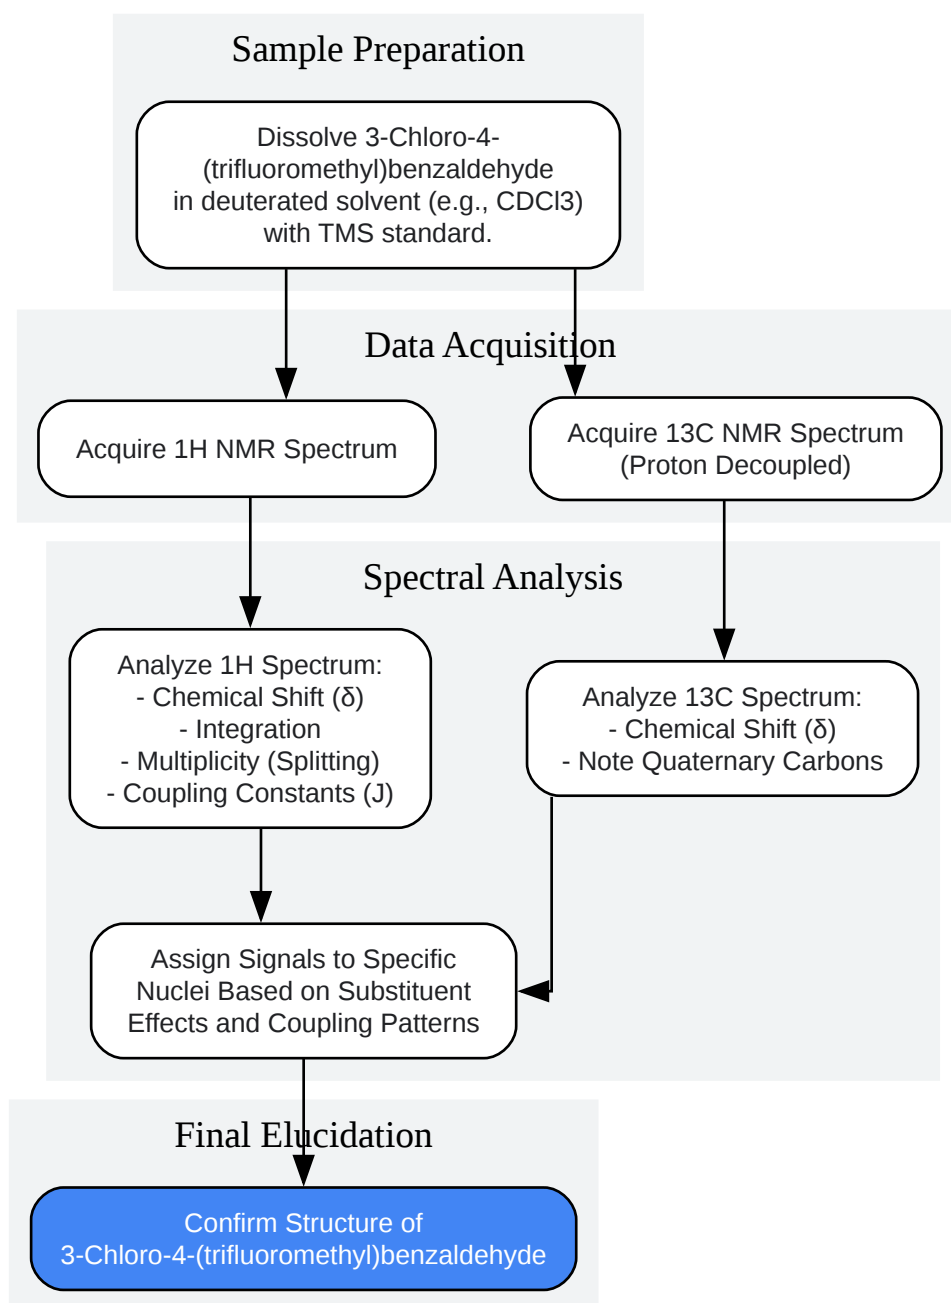 Sample Preparation
Dissolve 3-Chloro-4-
(trifluoromethyl)benzaldehyde
in deuterated solvent (e.g., CDCl3)
with TMS standard.
Data Acquisition
Acquire 1H NMR Spectrum
Acquire 13C NMR Spectrum
(Proton Decoupled)
Spectral Analysis
Analyze 1H Spectrum:
- Chemical Shift (δ)
- Integration
- Multiplicity (Splitting)
- Coupling Constants (J)
Analyze 13C Spectrum:
- Chemical Shift (δ)
- Note Quaternary Carbons
Assign Signals to Specific
Nuclei Based on Substituent
Effects and Coupling Patterns
Final Elucidation
Confirm Structure of
3-Chloro-4-(trifluoromethyl)benzaldehyde